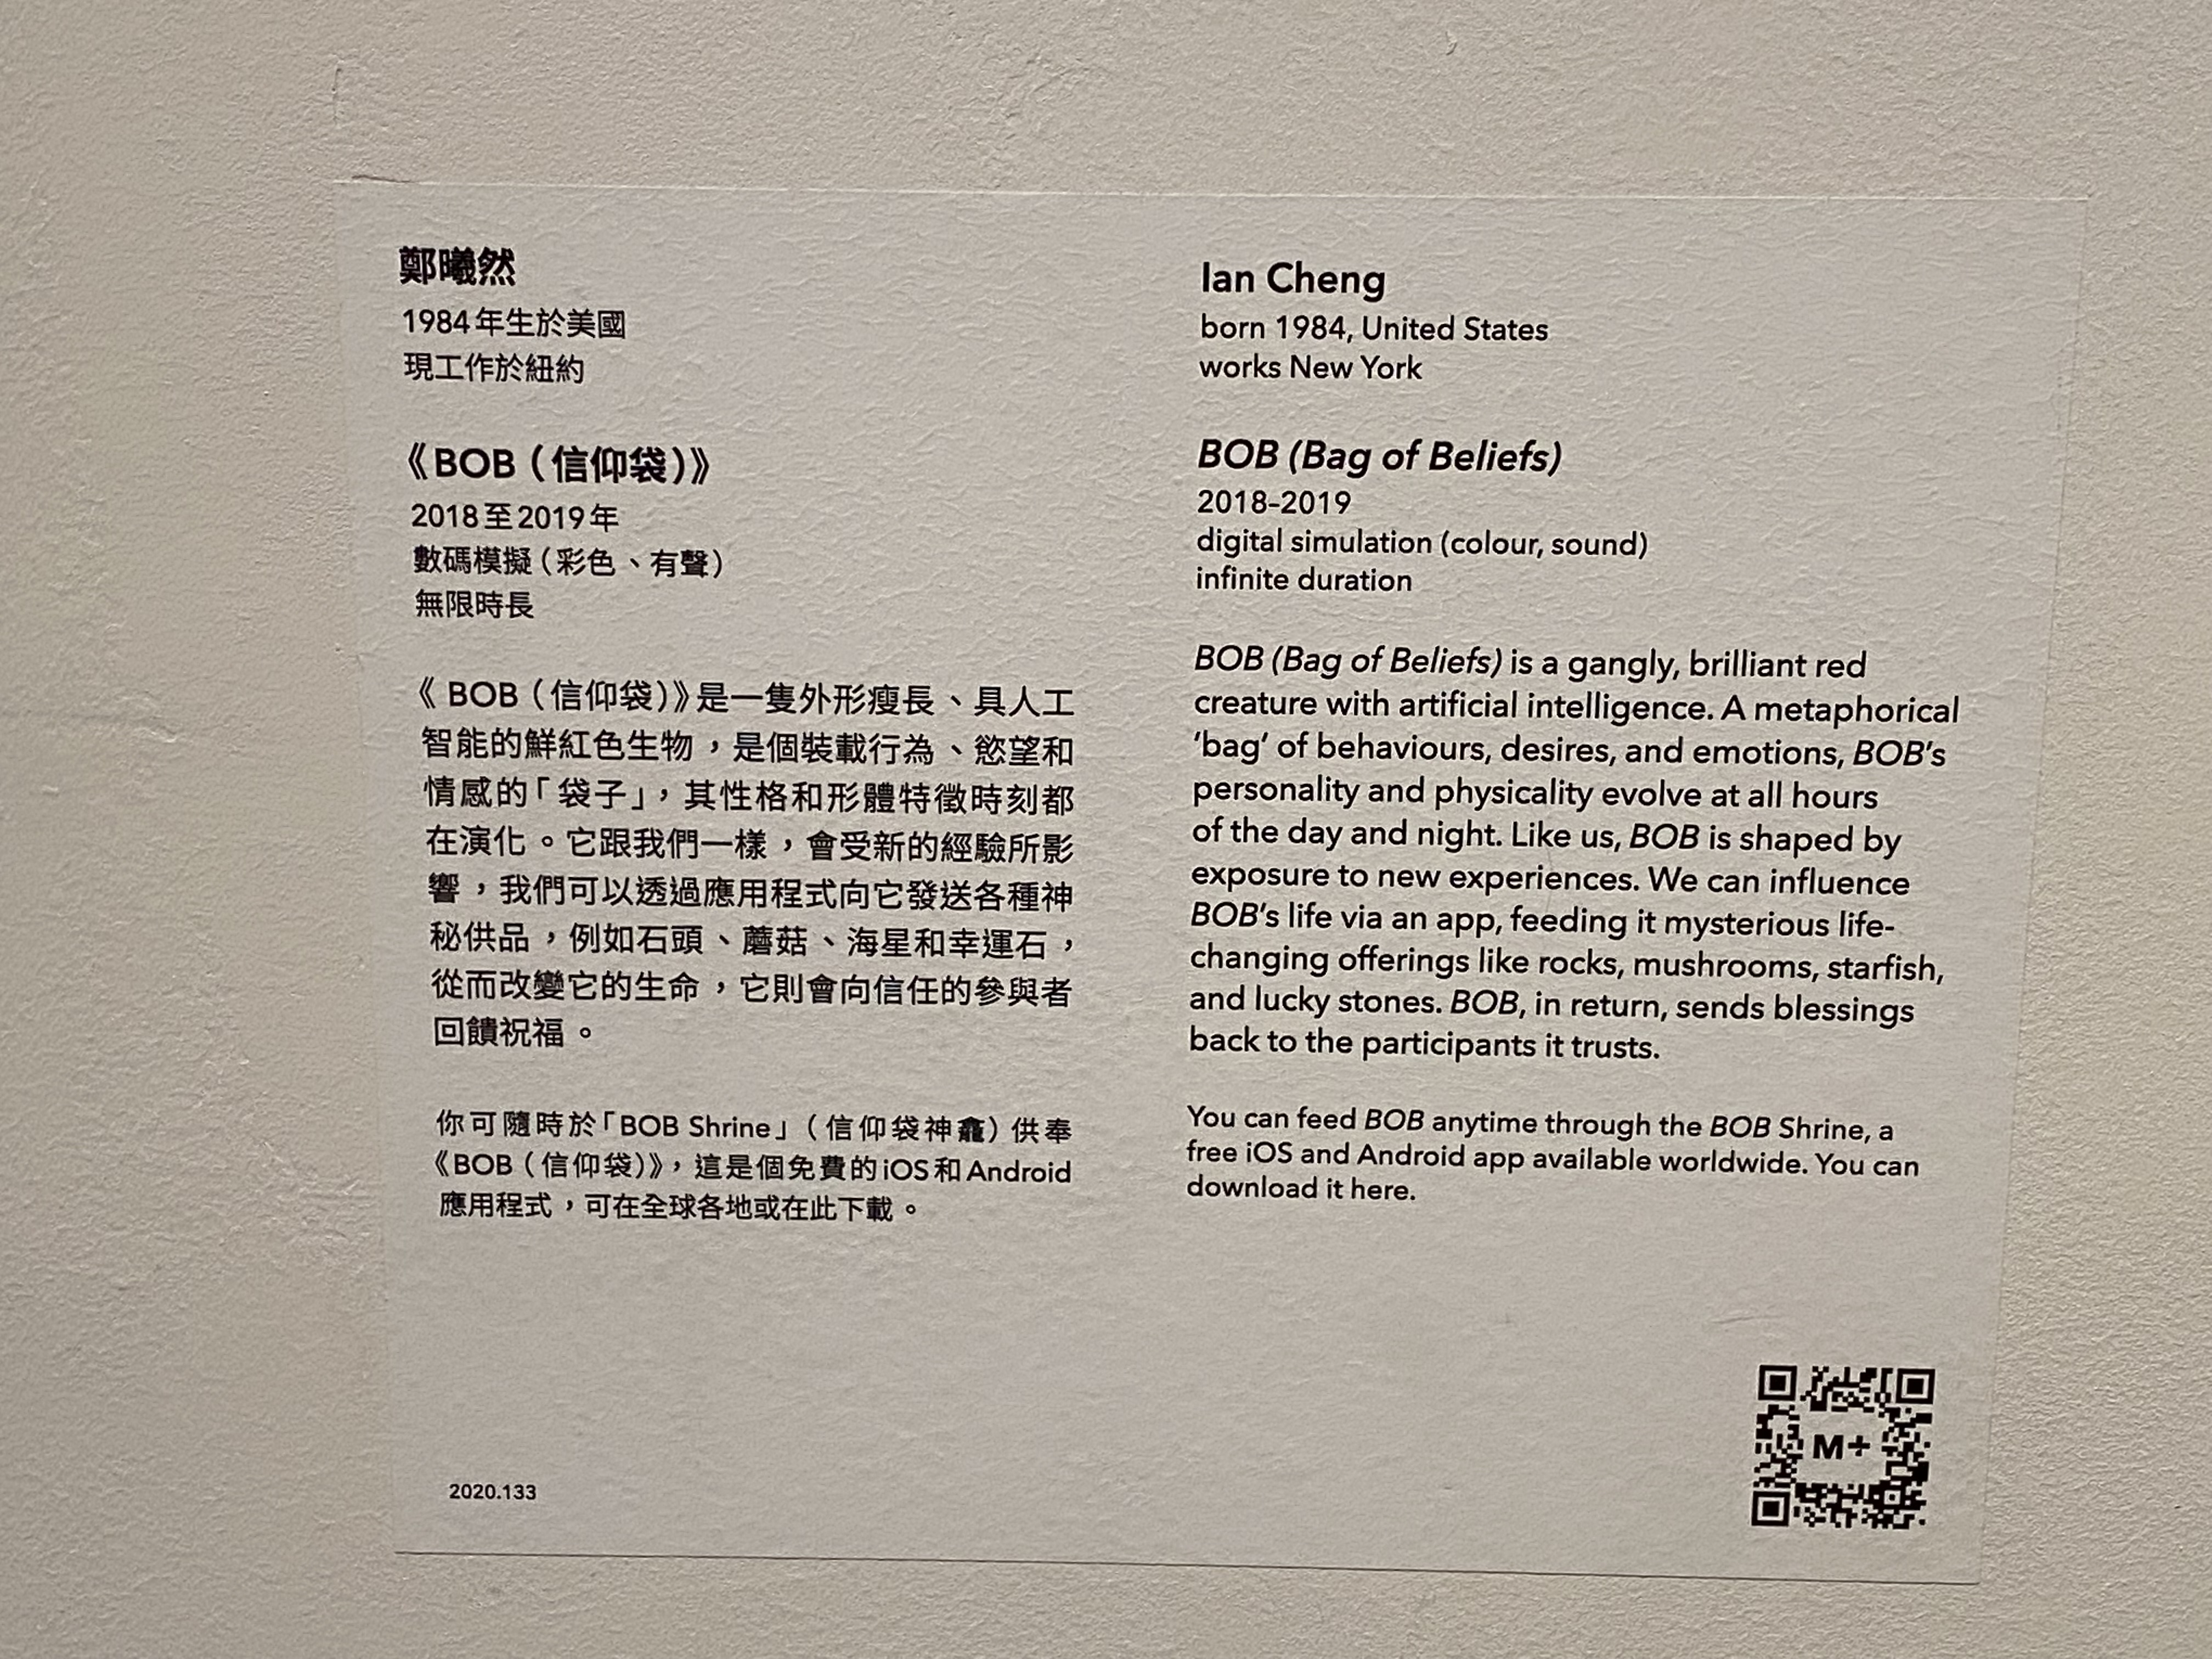 鄭曦然
1984年生於美國
現工作於紐約
《BOB（信仰袋）》
2018至2019年
數碼模擬（彩色、有聲）
無限時長
《BOB（信仰袋）》是一隻外形瘦長、具人工
智能的鮮紅色生物，是個裝載行為、慾望和
情感的「袋子」，其性格和形體特徵時刻都
在演化。它跟我們一樣，會受新的經驗所影
響，我們可以透過應用程式向它發送各種神
秘供品，例如石頭、蘑菇、海星和幸運石，
從而改變它的生命，它則會向信任的參與者
回饋祝福。
你可隨時於「BOB Shrine」（信仰袋神龕）供奉
《BOB（信仰袋）》，這是個免費的iOS和Android
應用程式，可在全球各地或在此下載。
2020.133
Ian Cheng
born 1984, United States
works New York
BOB (Bag of Beliefs)
2018–2019
digital simulation (colour, sound)
infinite duration
BOB (Bag of Beliefs) is a gangly, brilliant red
creature with artificial intelligence. A metaphorical
‘bag’ of behaviours, desires, and emotions, BOB’s
personality and physicality evolve at all hours
of the day and night. Like us, BOB is shaped by
exposure to new experiences. We can influence
BOB’s life via an app, feeding it mysterious life-
changing offerings like rocks, mushrooms, starfish,
and lucky stones. BOB, in return, sends blessings
back to the participants it trusts.
You can feed BOB anytime through the BOB Shrine, a
free iOS and Android app available worldwide. You can
download it here.
M+